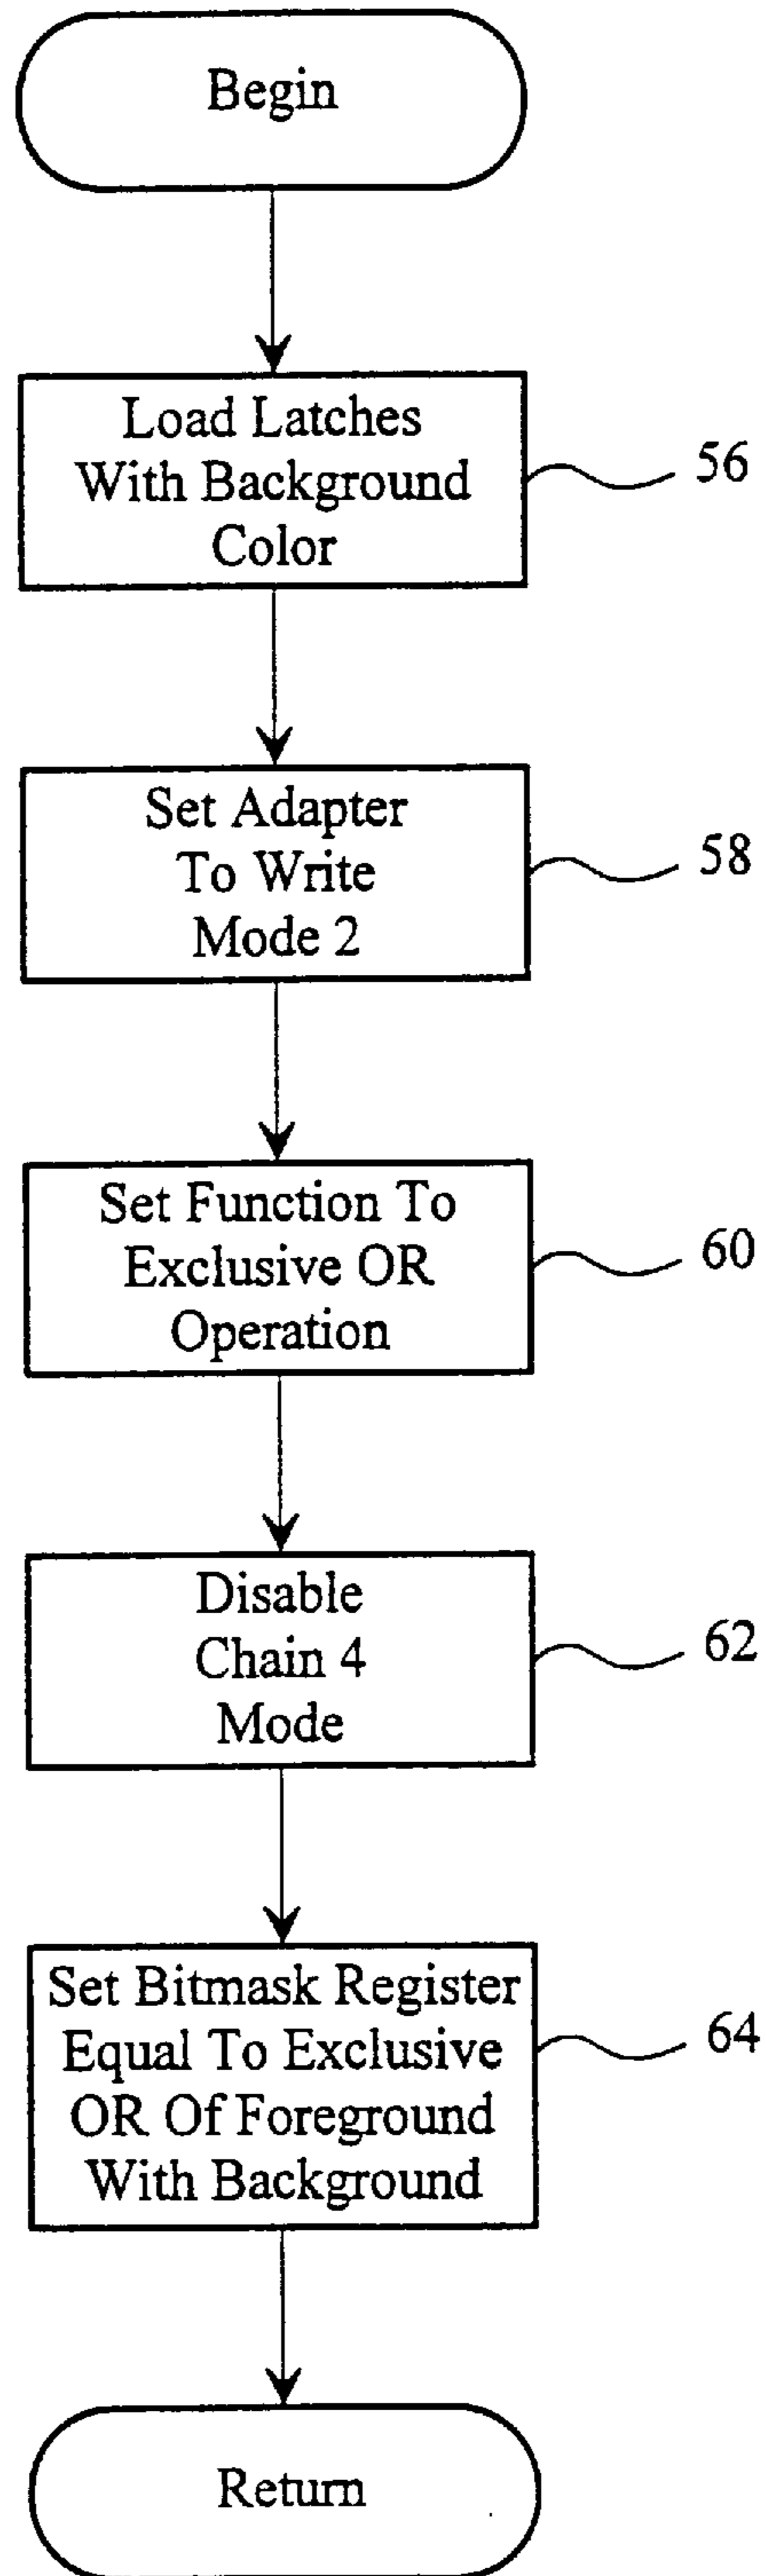 Begin
Load Latches
With Background
Color
56
Set Adapter
To Write
Mode 2
58
Set Function To
Exclusive OR
Operation
60
Disable
Chain 4
Mode
62
Set Bitmask Register
Equal To Exclusive
OR Of Foreground
With Background
64
Return